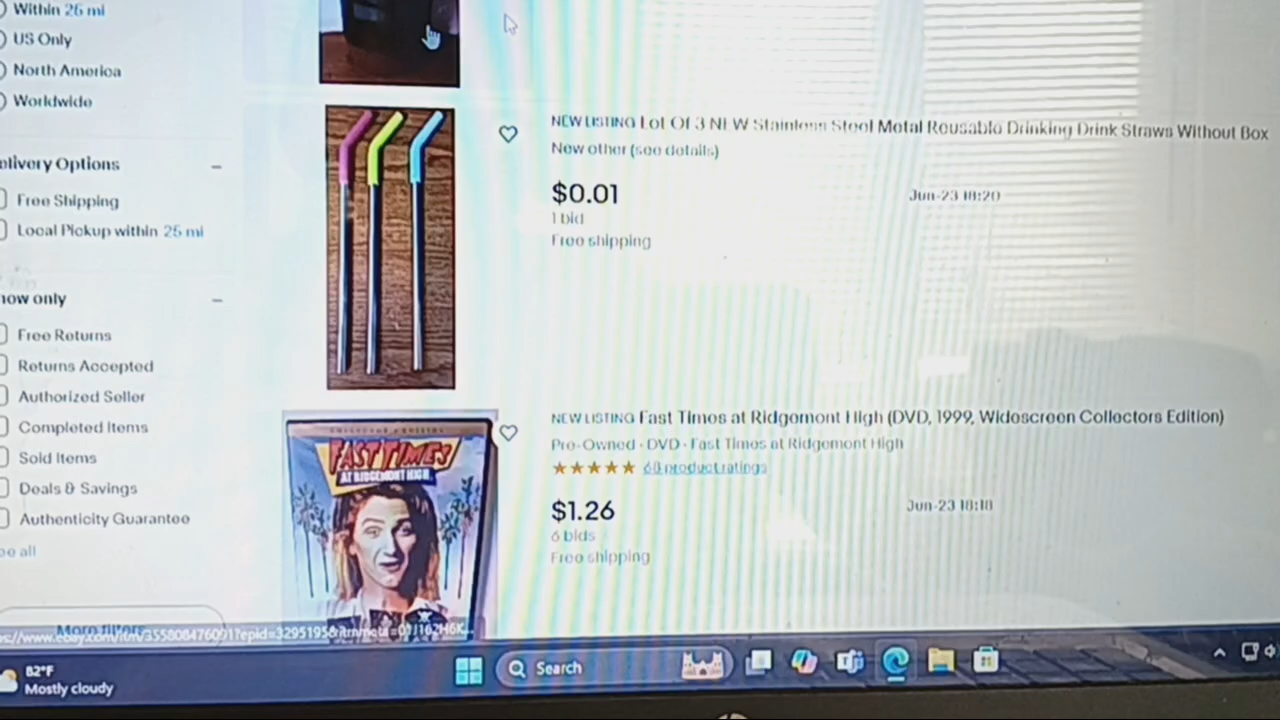 Within 25 mi
US Only
North America
Worldwide
Delivery Options
Free Shipping
Local Pickup within 25 mi
Show only
Free Returns
Returns Accepted
Authorized Seller
Completed Items
Sold Items
Deals & Savings
Authenticity Guarantee
See all
More filters
NEW LISTING Lot Of 3 NEW Stainless Steel Metal Reusable Drinking Drink Straws Without Box
New other (see details)
$0.01
Jun-23 18:20
1 bid
Free shipping
NEW LISTING Fast Times at Ridgemont High (DVD, 1999, Widescreen Collectors Edition)
Pre-Owned · DVD · Fast Times at Ridgemont High
product ratings
$1.26
Jun-23 18:18
6 bids
Free shipping
COLLECTOR'S EDITION
FAST TIMES
AT RIDGEMONT HIGH
82°F
Mostly cloudy
Search